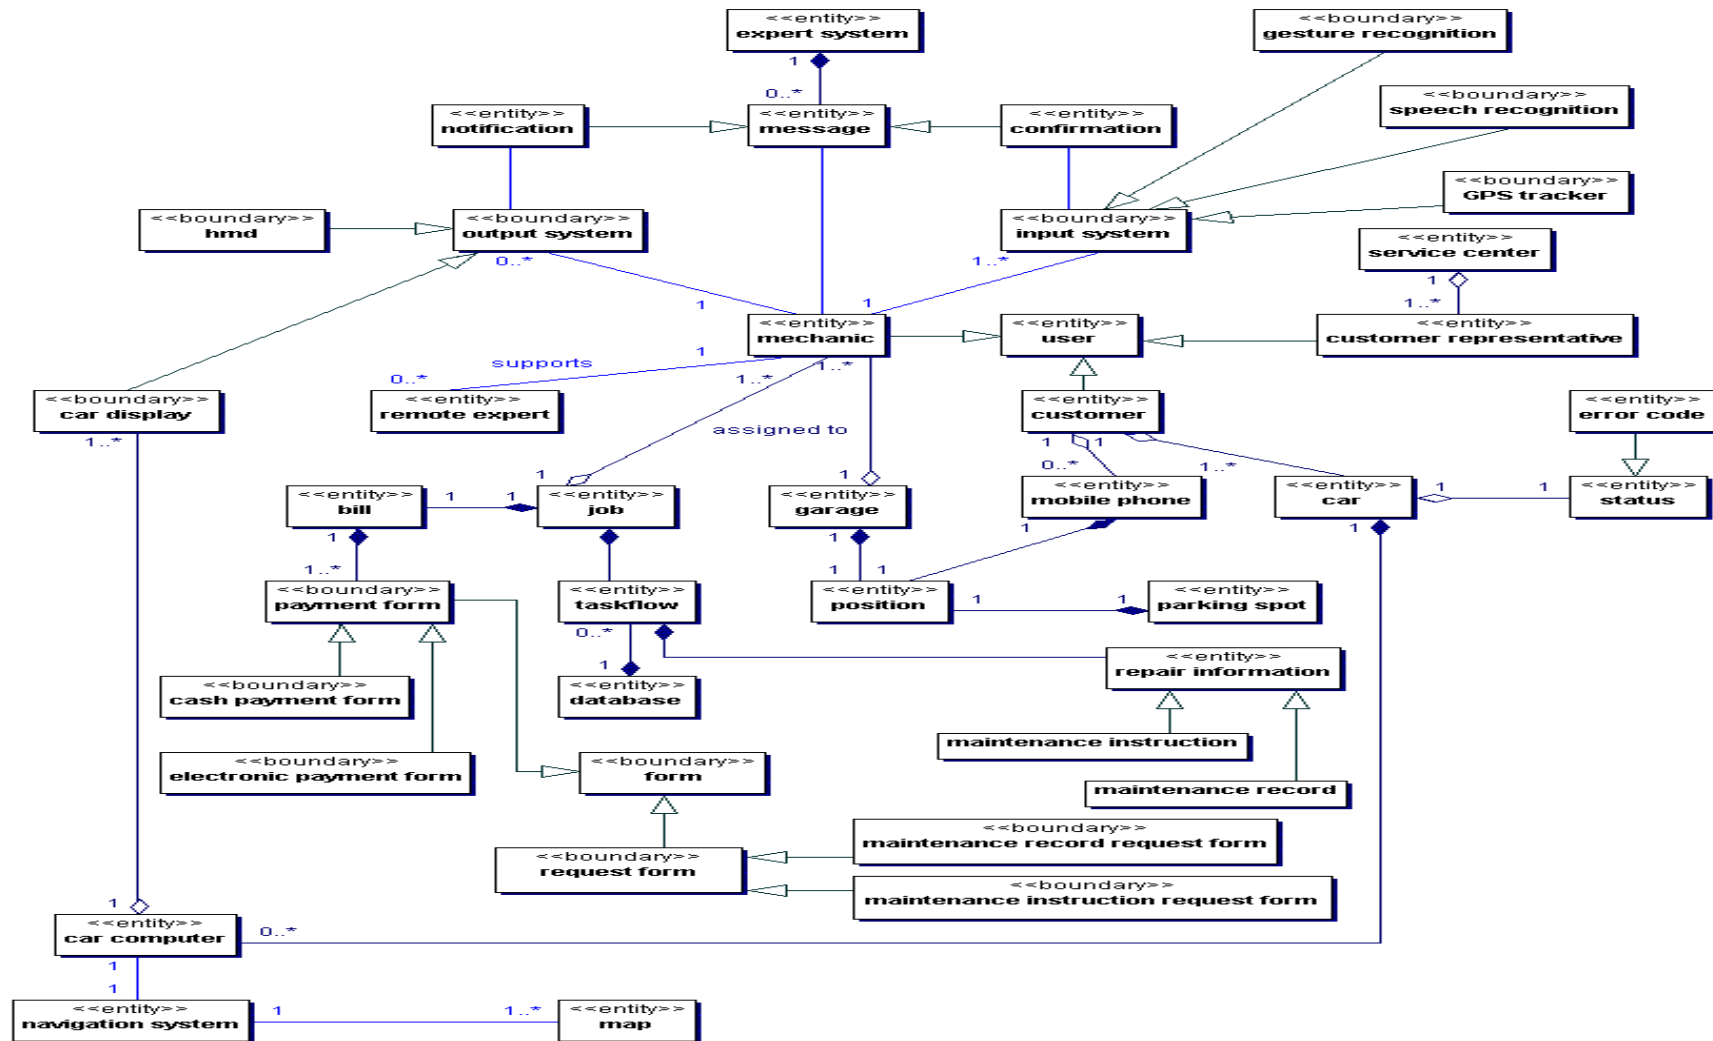 <<entity>>
expert system
<<boundary>>
gesture recognition
1
0..*
<<boundary>>
speech recognition
<<entity>>
notification
<<entity>>
message
<<entity>>
confirmation
<<boundary>>
GPS tracker
<<boundary>>
hmd
<<boundary>>
output system
<<boundary>>
input system
<<entity>>
service center
0..*
1..*
1
1..*
1
1
<<entity>>
mechanic
<<entity>>
user
<<entity>>
customer representative
supports
1
0..*
1..*
1..*
<<boundary>>
car display
<<entity>>
remote expert
<<entity>>
customer
<<entity>>
error code
1..*
assigned to
1
1
0..*
1..*
1
1
<<entity>>
bill
1
1
<<entity>>
job
<<entity>>
garage
<<entity>>
mobile phone
<<entity>>
car
1
1
<<entity>>
status
1
1
1
1
1..*
1
1
<<boundary>>
payment form
<<entity>>
taskflow
<<entity>>
position
1
1
<<entity>>
parking spot
0..*
1
<<entity>>
repair information
<<boundary>>
cash payment form
<<entity>>
database
maintenance instruction
<<boundary>>
electronic payment form
<<boundary>>
form
maintenance record
<<boundary>>
maintenance record request form
<<boundary>>
request form
<<boundary>>
maintenance instruction request form
1
<<entity>>
car computer
0..*
1
1
<<entity>>
navigation system
1
1..*
<<entity>>
map